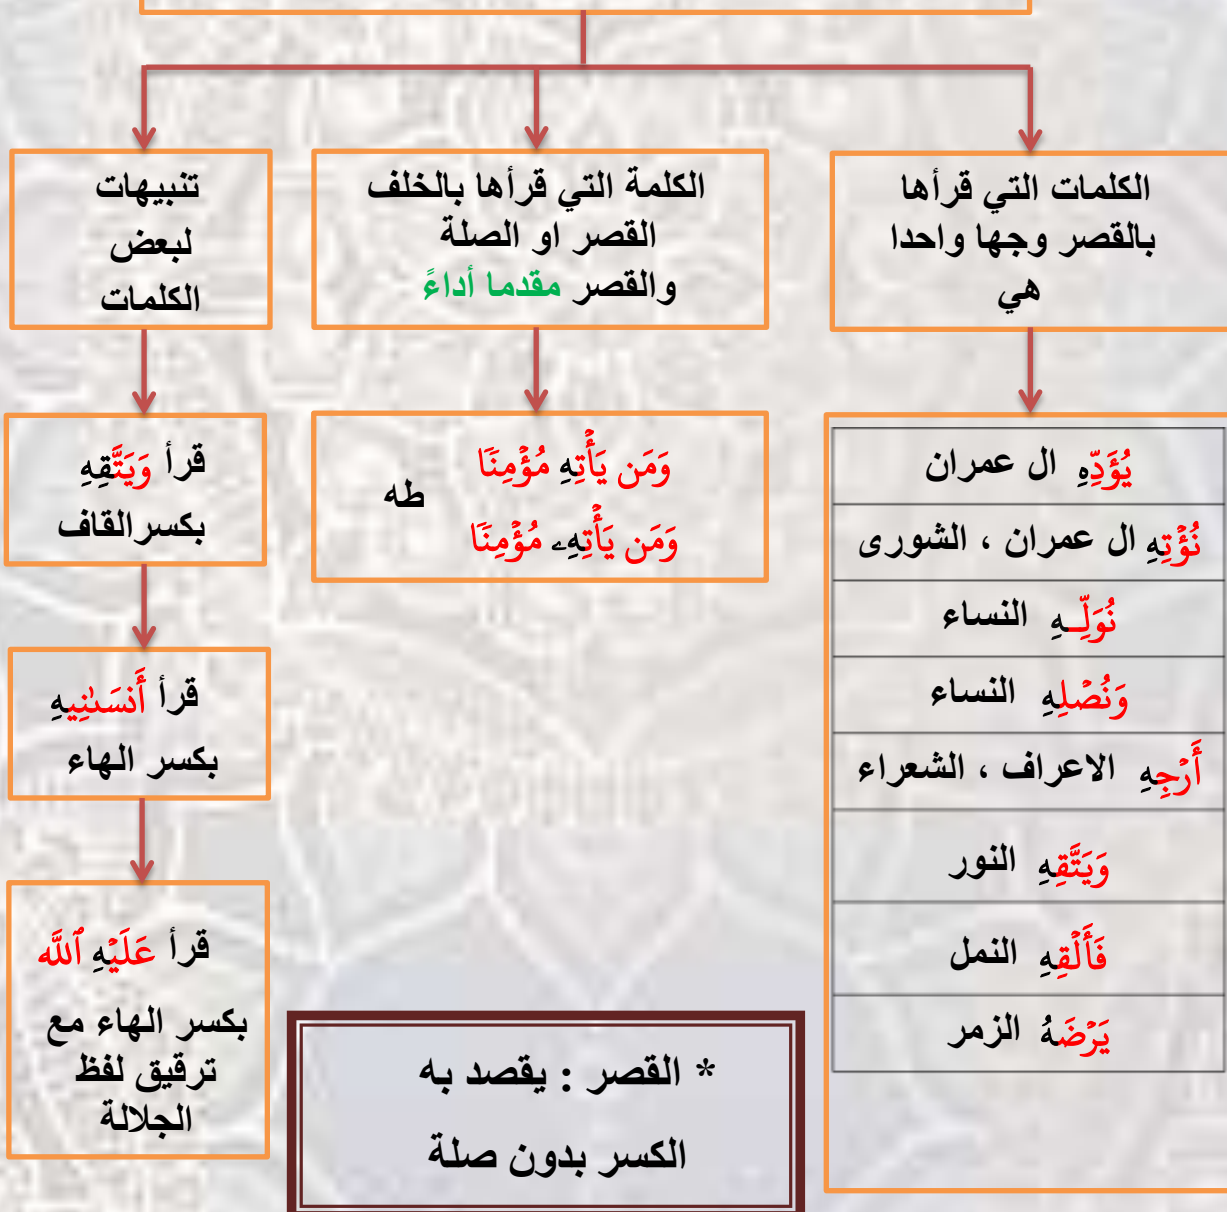 الكلمات التي قرأها
بالقصر وجها واحدا
هي
يُؤَدِّهِ ال عمران
نُؤۡتِهِ ال عمران ، الشورى
نُوَلِّـهِ النساء
وَنُصۡلِهِ النساء
أَرۡجِهِ الاعراف ، الشعراء
وَيَتَّقِهِ النور
فَأَلۡقِهِ النمل
يَرۡضَهُ الزمر
الكلمة التي قرأها بالخلف
القصر او الصلة
والقصر مقدما أداءً
وَمَن يَأۡتِهِ مُؤۡمِنٗا
طه
وَمَن يَأۡتِهِۦ مُؤۡمِنٗا
تنبيهات
لبعض
الكلمات
قرأ وَيَتَّقِهِ
بكسرالقاف
قرأ أَنسَىٰنِيهِ
بكسر الهاء
قرأ عَلَيۡهِ ٱللَّه
بكسر الهاء مع
ترقيق لفظ
الجلالة
* القصر : يقصد به
الكسر بدون صلة